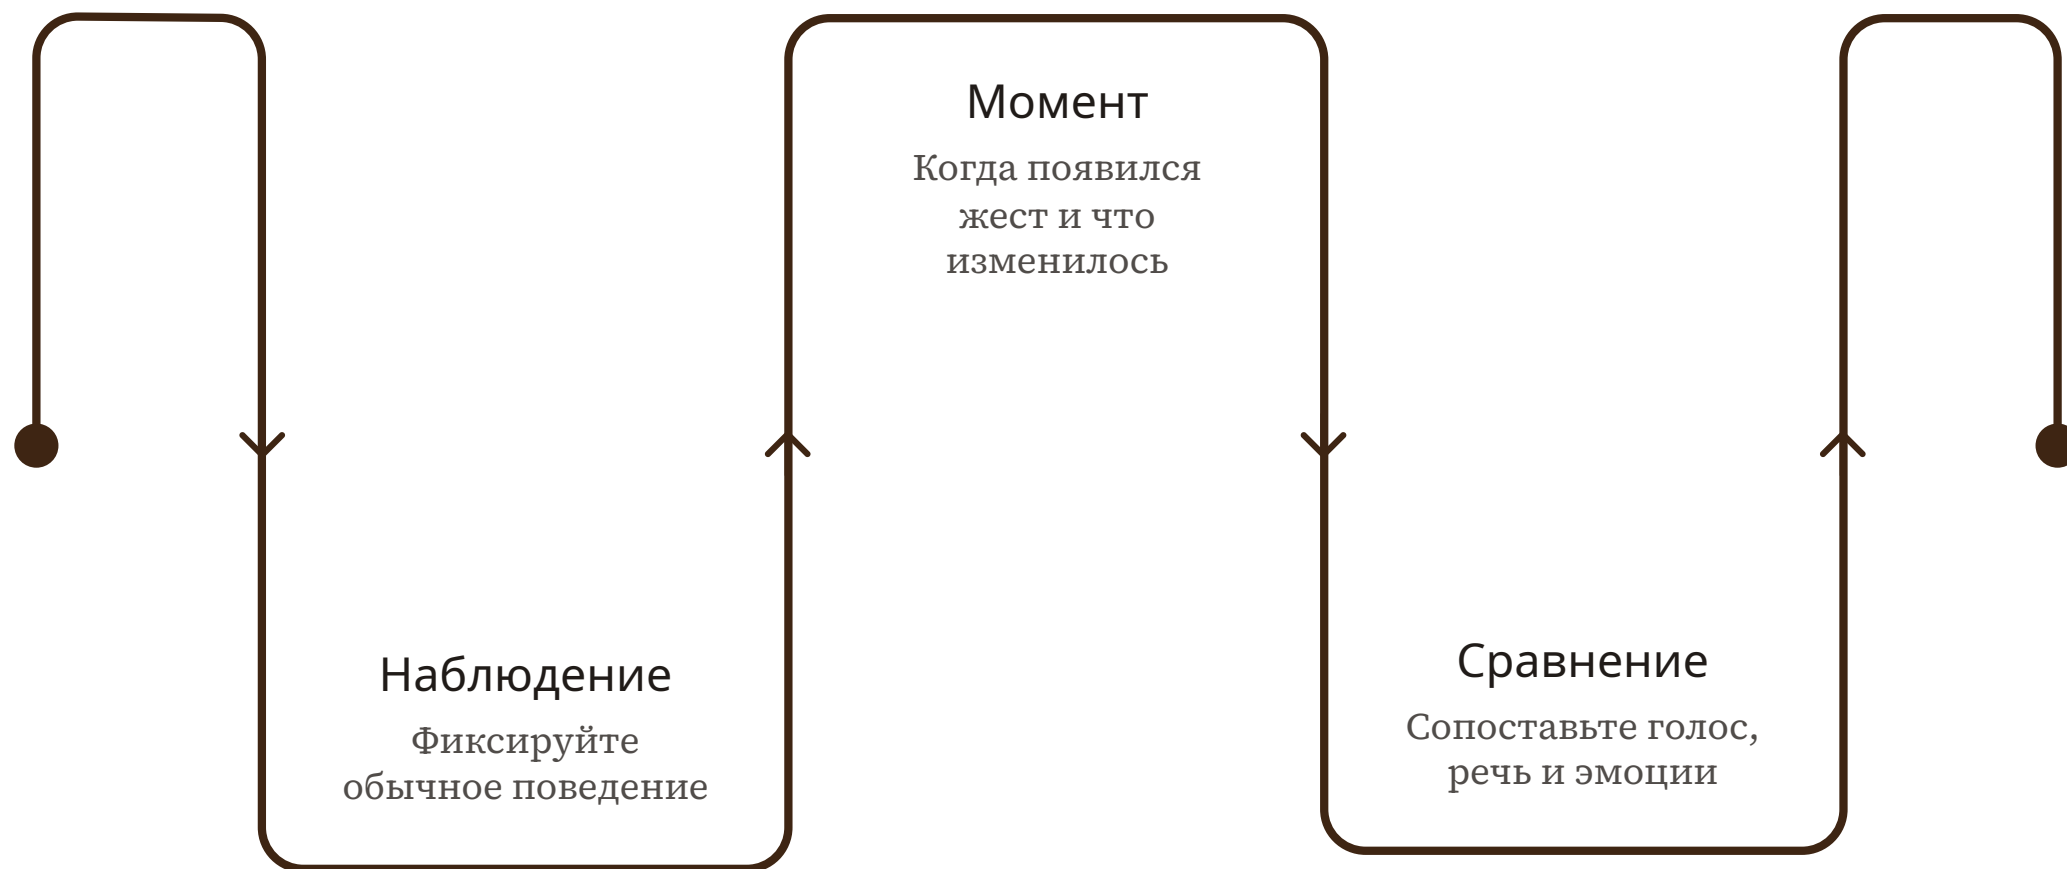 Наблюдение
Фиксируйте
обычное поведение
Момент
Когда появился
жест и что
изменилось
Сравнение
Сопоставьте голос,
речь и эмоции